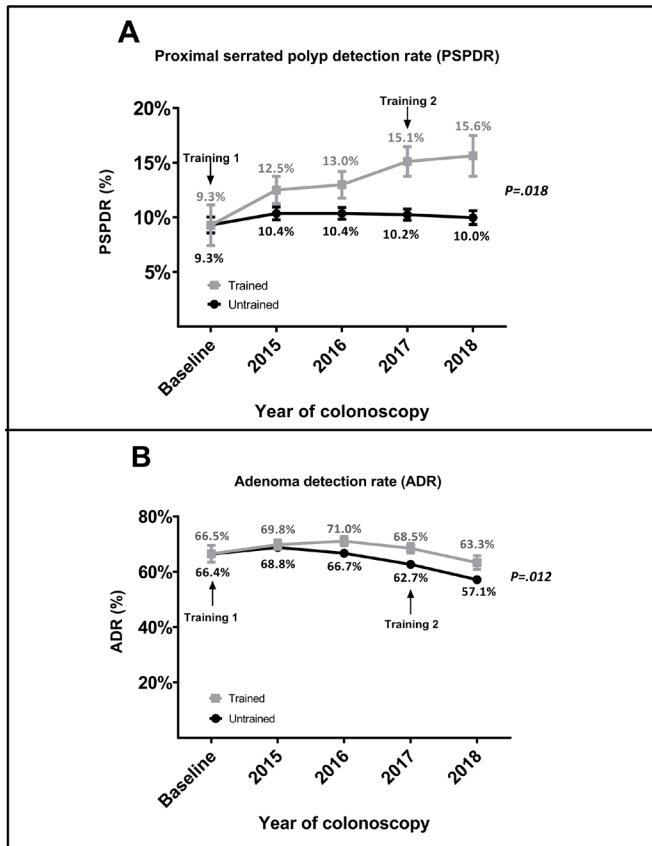 A
Proximal serrated polyp detection rate (PSPDR)
PSPDR (%)
20%
15%
10%
5%
Training 1
Training 2
9.3%
12.5%
13.0%
15.1%
15.6%
9.3%
10.4%
10.4%
10.2%
10.0%
P=.018
Trained
Untrained
Baseline
2015
2016
2017
2018
Year of colonoscopy
B
Adenoma detection rate (ADR)
ADR (%)
80%
60%
40%
20%
66.5%
69.8%
71.0%
68.5%
63.3%
66.4%
68.8%
66.7%
62.7%
57.1%
P=.012
Training 1
Training 2
Trained
Untrained
Baseline
2015
2016
2017
2018
Year of colonoscopy